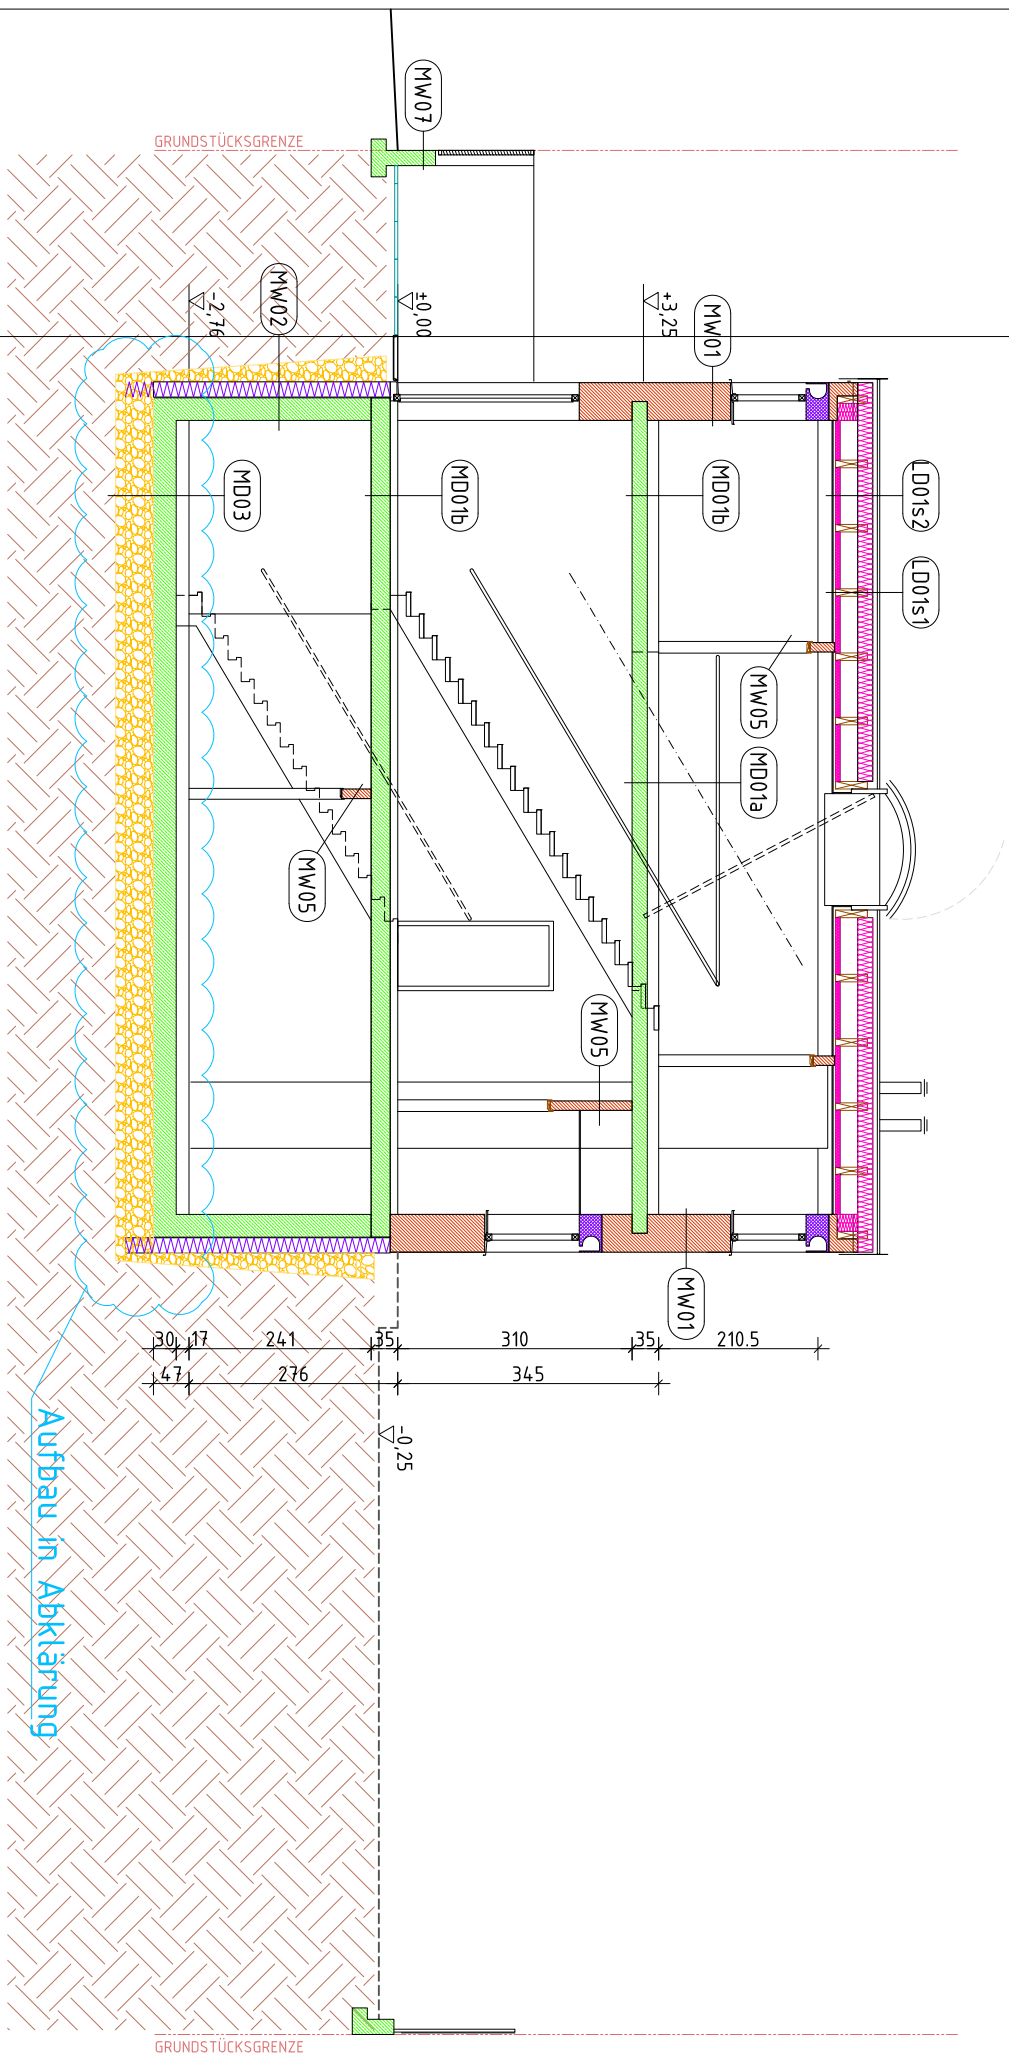 GRUNDSTÜCKSGRENZE
MW07
MW02
-2,76
±0,00
+3,25
MW01
MD03
MD01b
MD01b
LD01s2
LD01s1
MW05
MD01a
MW05
MW05
MW01
30
17
241
35
310
35
210.5
47
276
345
-0,25
Aufbau in Abklärung
GRUNDSTÜCKSGRENZE